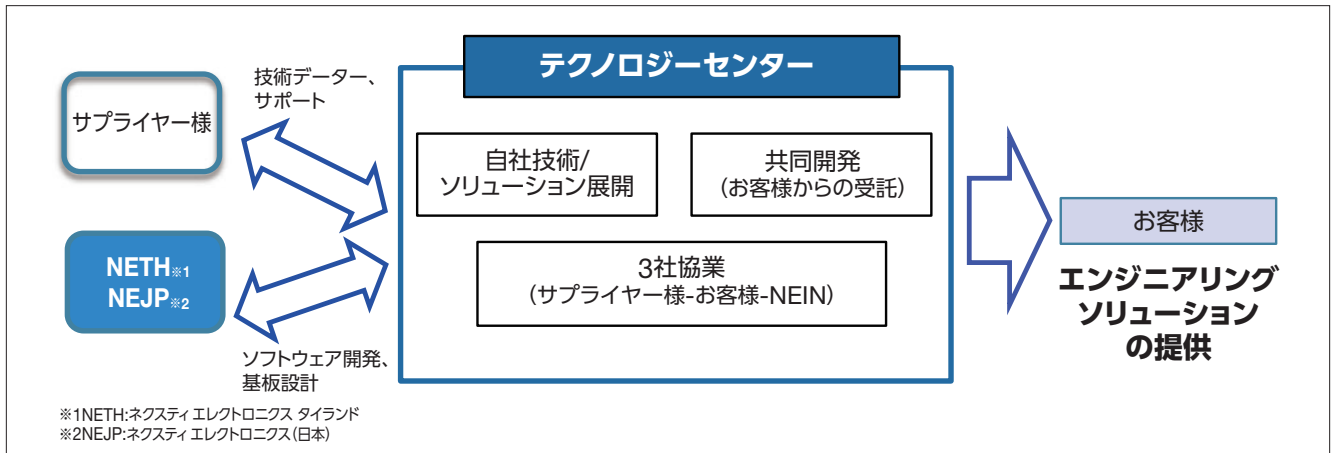 テクノロジーセンター
サプライヤー様
技術データー、
サポート
自社技術/
ソリューション展開
共同開発
（お客様からの受託）
NETH※1
NEJP※2
3社協業
（サプライヤー様-お客様-NEIN）
お客様
エンジニアリング
ソリューション
の提供
ソフトウェア開発、
基板設計
※1NETH:ネクスティ エレクトロニクス タイランド
※2NEJP:ネクスティ エレクトロニクス(日本)